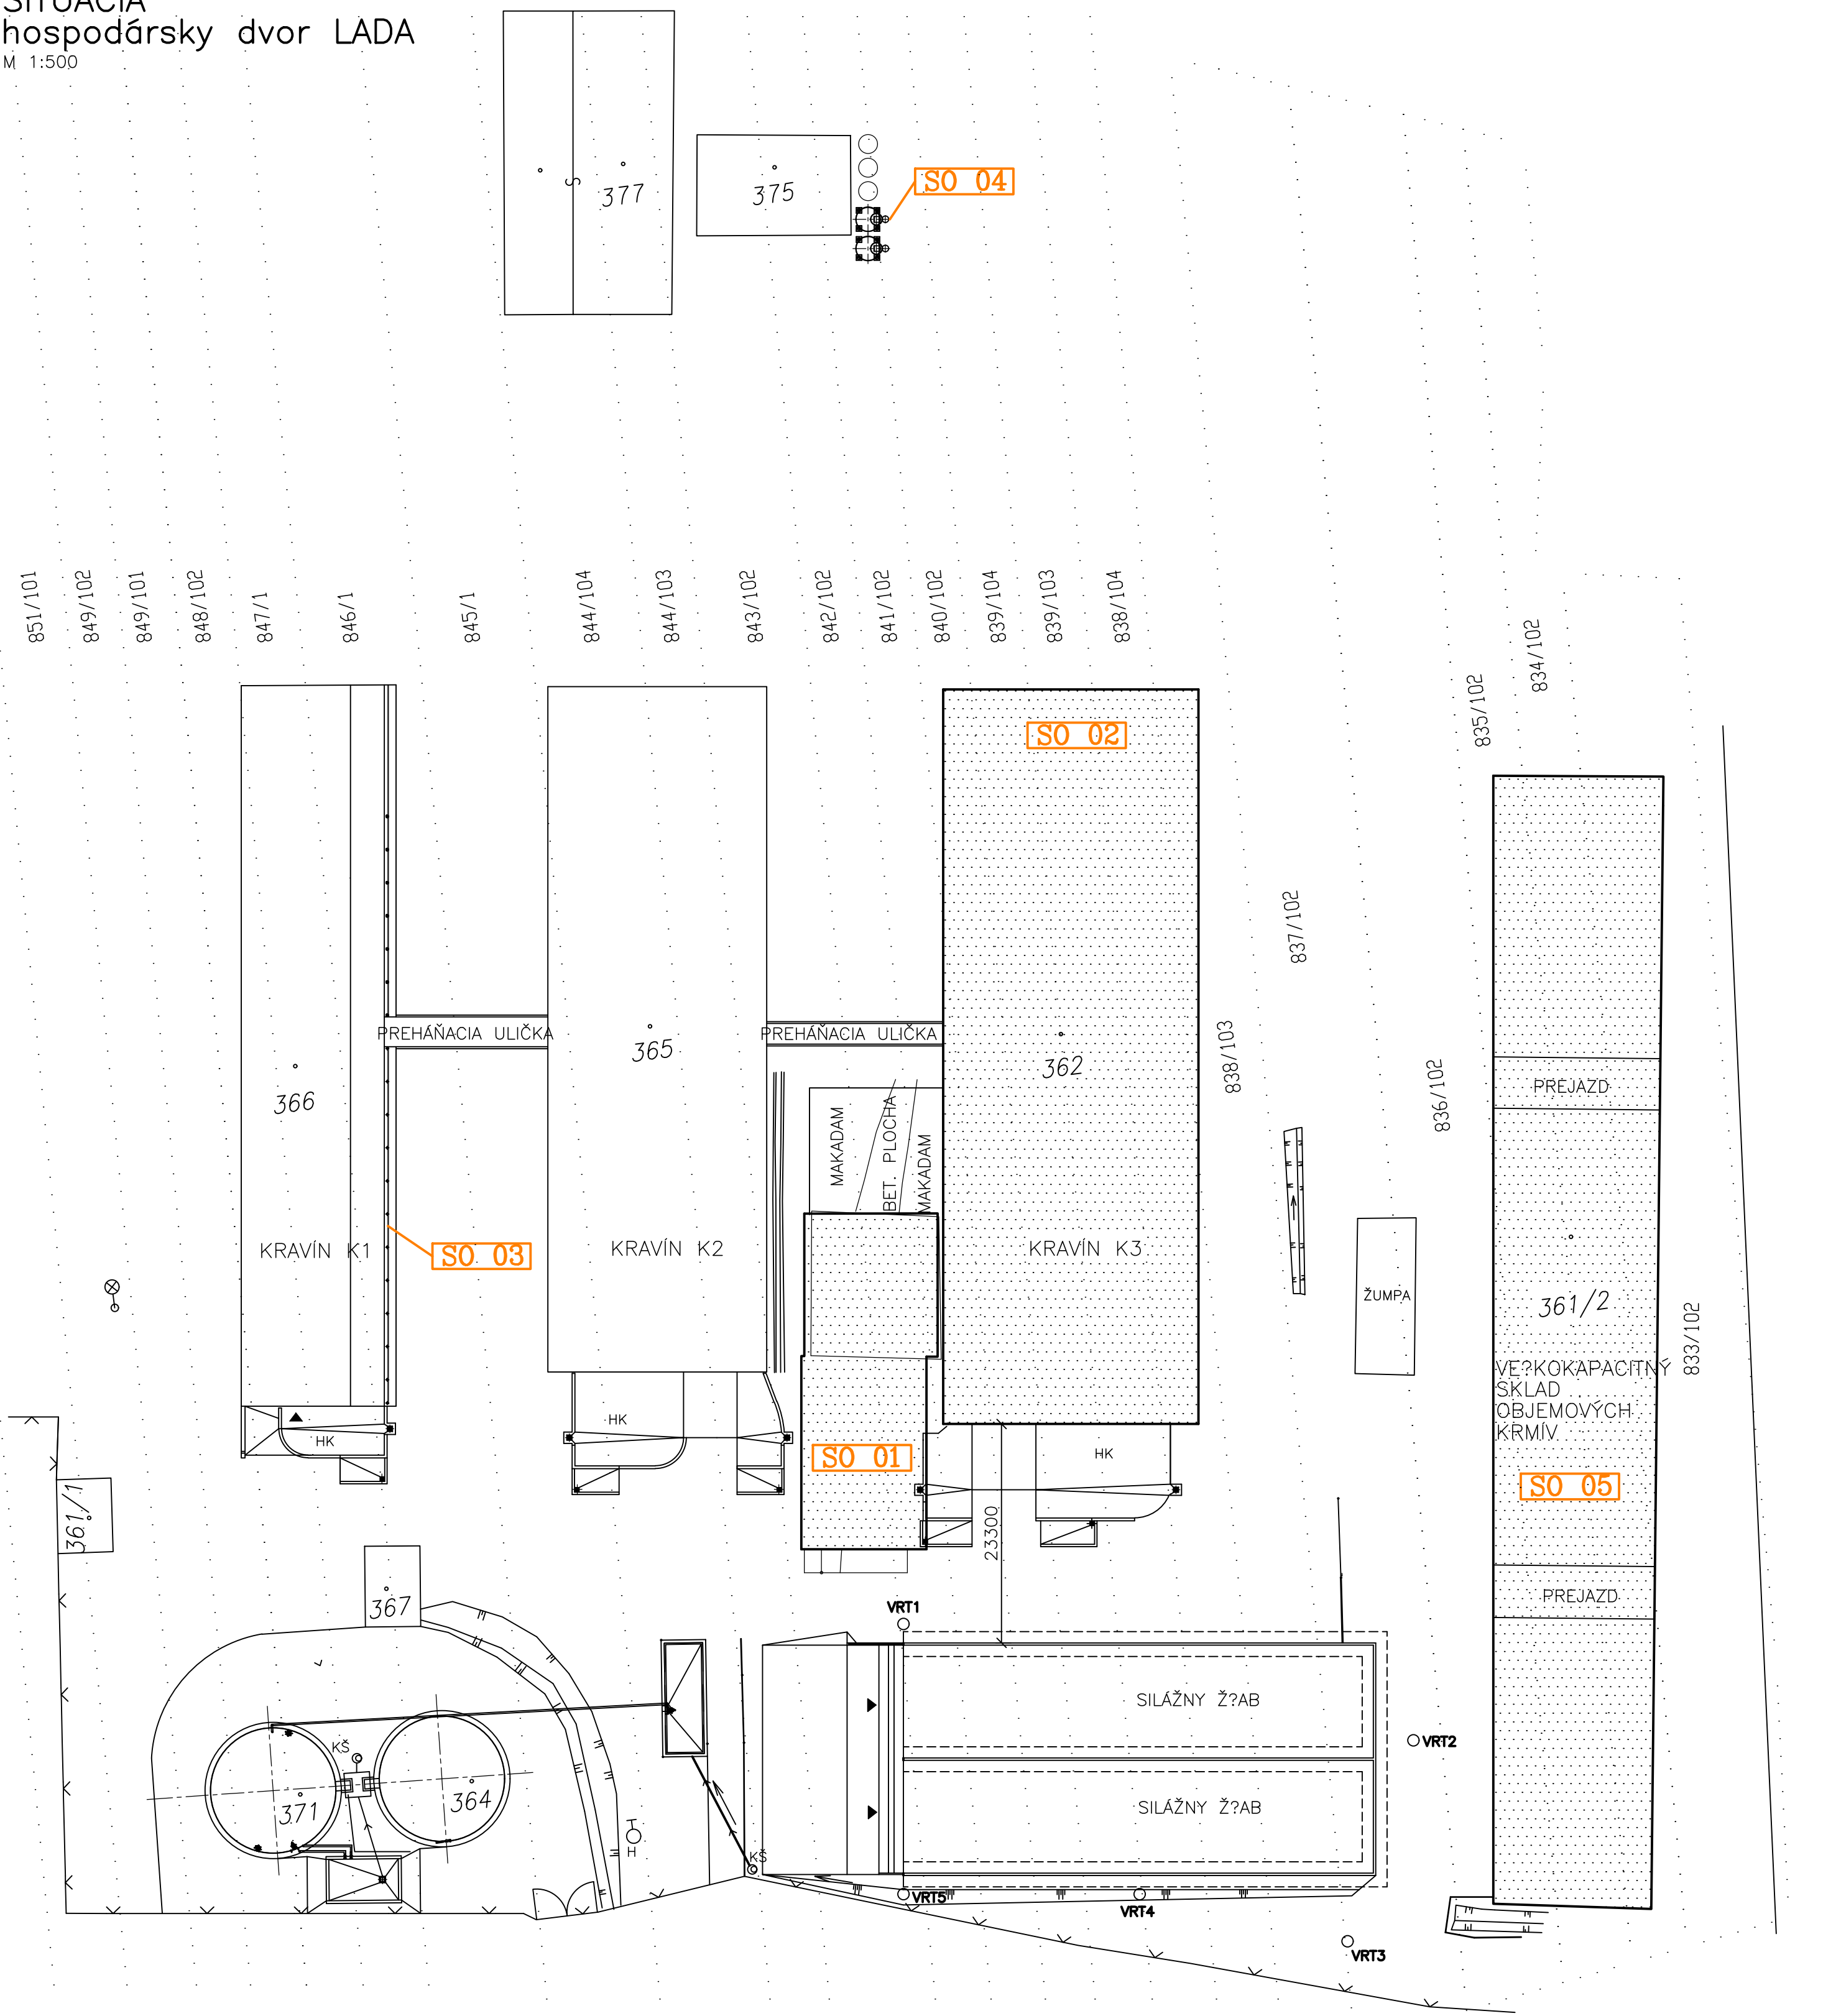 SITUÁCIA
hospodársky dvor LADA
M 1:500
377
375
SO 04
851/101
849/102
849/101
848/102
847/1
846/1
845/1
844/104
844/103
843/102
842/102
841/102
840/102
839/104
839/103
838/104
834/102
835/102
SO 02
837/102
838/103
836/102
833/102
PREHÁŇACIA ULIČKA
PREHÁŇACIA ULIČKA
366
365
362
PREJAZD
MAKADAM
BET. PLOCHA
MAKADAM
KRAVÍN K1
SO 03
KRAVÍN K2
KRAVÍN K3
ŽUMPA
361/2
VE?KOKAPACITNÝ
SKLAD
OBJEMOVÝCH
KRMÍV
SO 05
HK
HK
SO 01
HK
23300
361/1
367
PREJAZD
VRT1
SILÁŽNY Ž?AB
VRT2
KŠ
371
364
SILÁŽNY Ž?AB
H
KŠ
VRT5
VRT4
VRT3